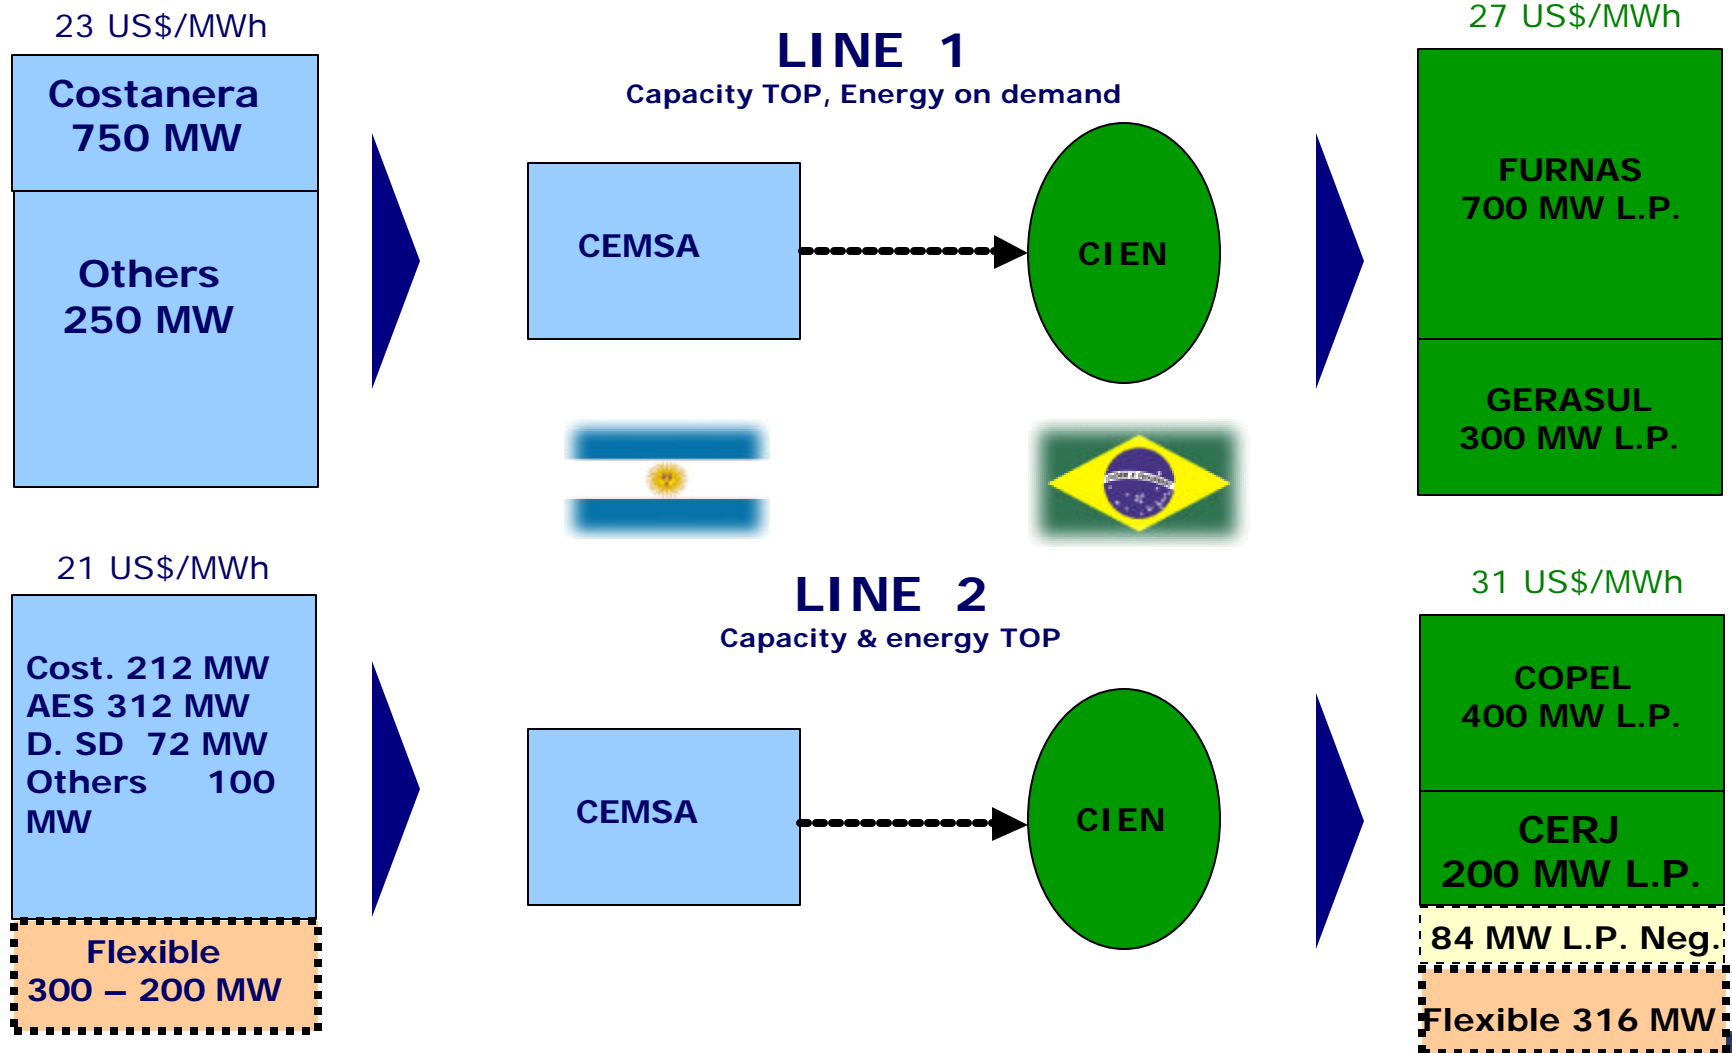 23 US$/MWh
Costanera
750 MW
Others
250 MW
LINE 1
Capacity TOP, Energy on demand
CEMSA
CIEN
27 US$/MWh
FURNAS
700 MW L.P.
GERASUL
300 MW L.P.
21 US$/MWh
Cost. 212 MW
AES 312 MW
D. SD 72 MW
Others 100
MW
Flexible
300 – 200 MW
LINE 2
Capacity & energy TOP
CEMSA
CIEN
31 US$/MWh
COPEL
400 MW L.P.
CERJ
200 MW L.P.
84 MW L.P. Neg.
Flexible 316 MW